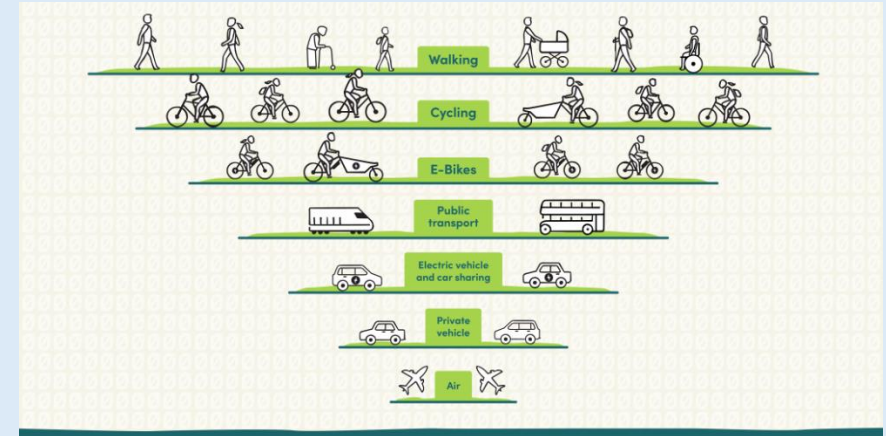 Walking
Cycling
E-Bikes
Public
transport
Electric vehicle
and car sharing
Private
vehicle
Air